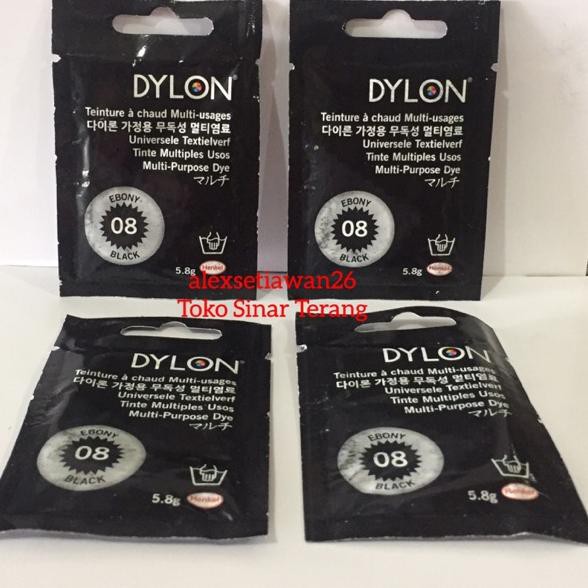 DYLON
Teinture à chaud Multi-usages
다이론 가정용 무독성 멀티염료
Universele Textielverf
Tinte Multiples Usos
Multi-Purpose Dye
マルチ
EBONY
08
BLACK
5.8g
Henkel
DYLON
Teinture à chaud Multi-usages
다이론 가정용 무독성 멀티염료
Universele Textielverf
Tinte Multiples Usos
Multi-Purpose Dye
マルチ
EBONY
08
BLACK
5.8g
Henkel
alexsetiawan26
Toko Sinar Terang
DYLON
Teinture à chaud Multi-usages
다이론 가정용 무독성 멀티염료
Universele Textielverf
Tinte Multiples Usos
Multi-Purpose Dye
マルチ
EBONY
08
BLACK
5.8g
Henkel
DYLON
Teinture à chaud Multi-usages
다이론 가정용 무독성 멀티염료
Universele Textielverf
Tinte Multiples Usos
Multi-Purpose Dye
マルチ
EBONY
08
BLACK
5.8g
Henkel